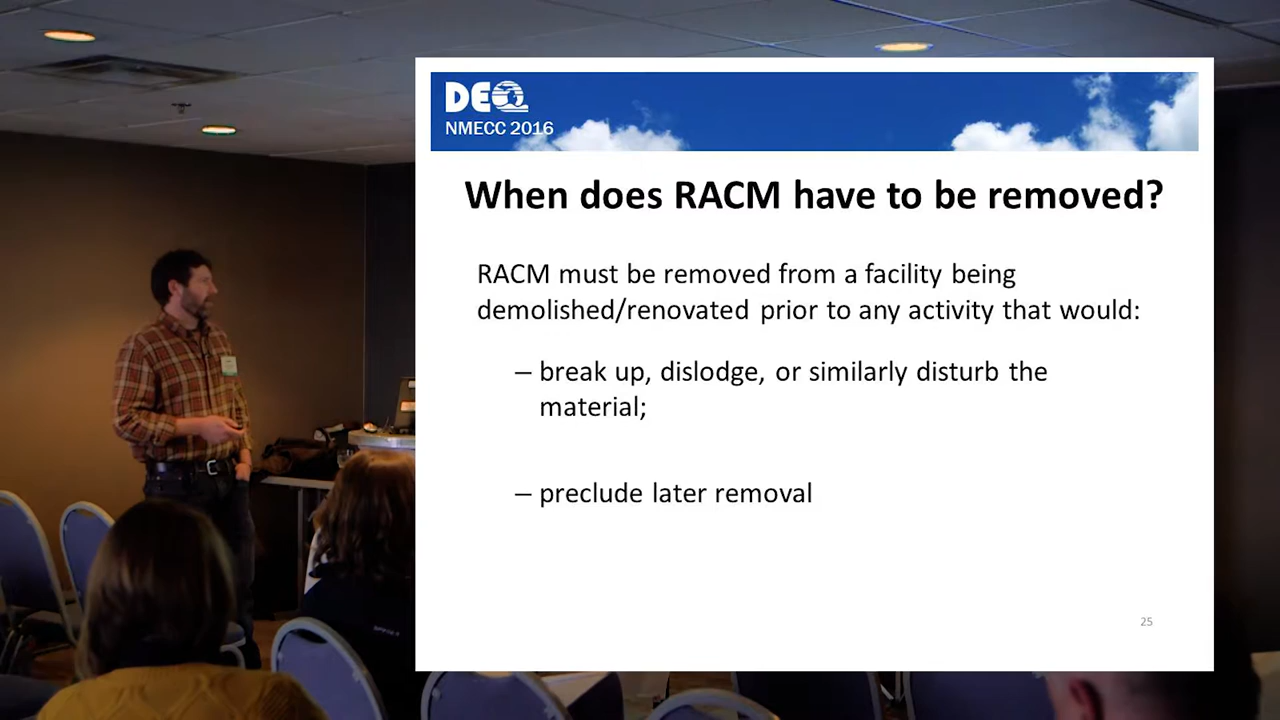 DEQ
NMECC 2016
When does RACM have to be removed?
RACM must be removed from a facility being
demolished/renovated prior to any activity that would:
– break up, dislodge, or similarly disturb the
material;
– preclude later removal
25